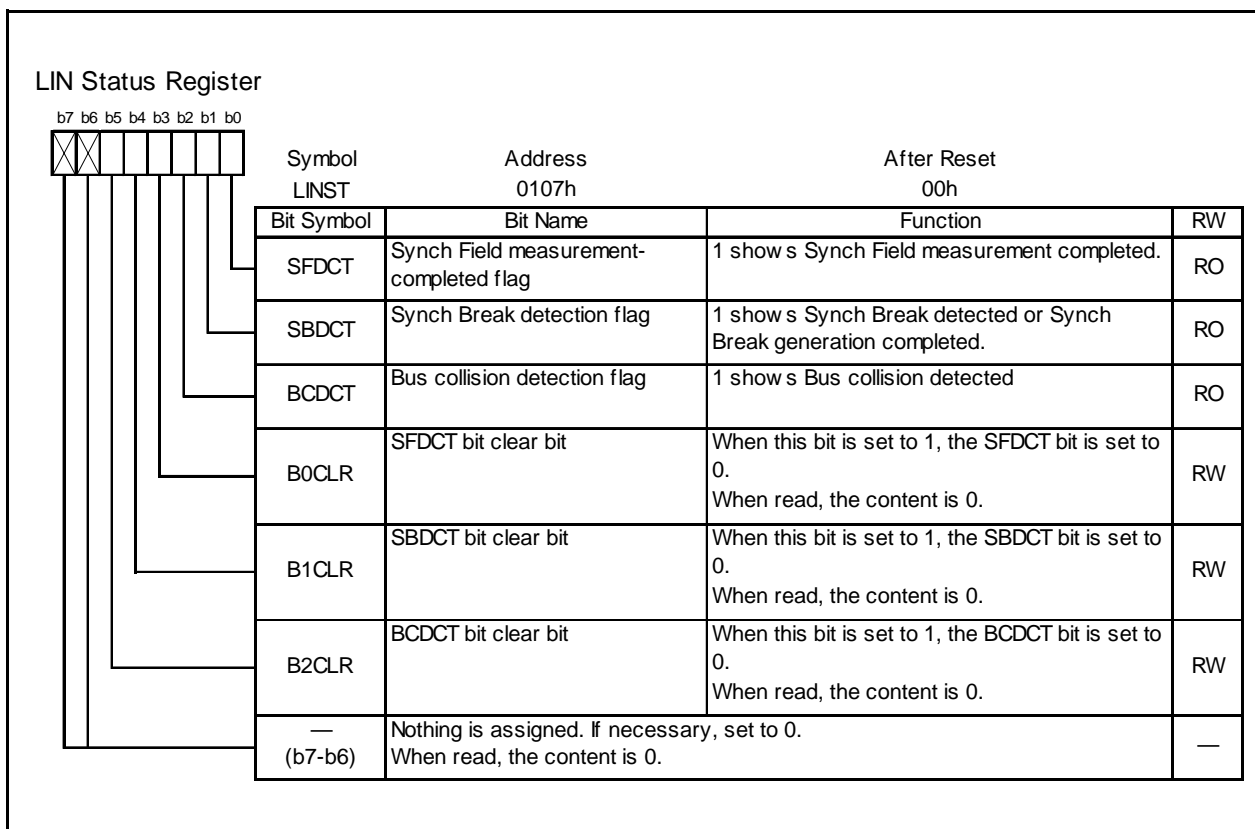 LIN Status Register
b7 b6 b5 b4 b3 b2 b1 b0
Symbol Address After Reset
LINST 0107h 00h
Bit Symbol Bit Name Function RW
SFDCT Synch Field measurement- 1 shows Synch Field measurement completed. RO
completed flag
SBDCT Synch Break detection flag 1 shows Synch Break detected or Synch RO
Break generation completed.
BCDCT Bus collision detection flag 1 shows Bus collision detected RO
B0CLR SFDCT bit clear bit When this bit is set to 1, the SFDCT bit is set to RW
0.
When read, the content is 0.
B1CLR SBDCT bit clear bit When this bit is set to 1, the SBDCT bit is set to RW
0.
When read, the content is 0.
B2CLR BCDCT bit clear bit When this bit is set to 1, the BCDCT bit is set to RW
0.
When read, the content is 0.
— Nothing is assigned. If necessary, set to 0. —
(b7-b6) When read, the content is 0.